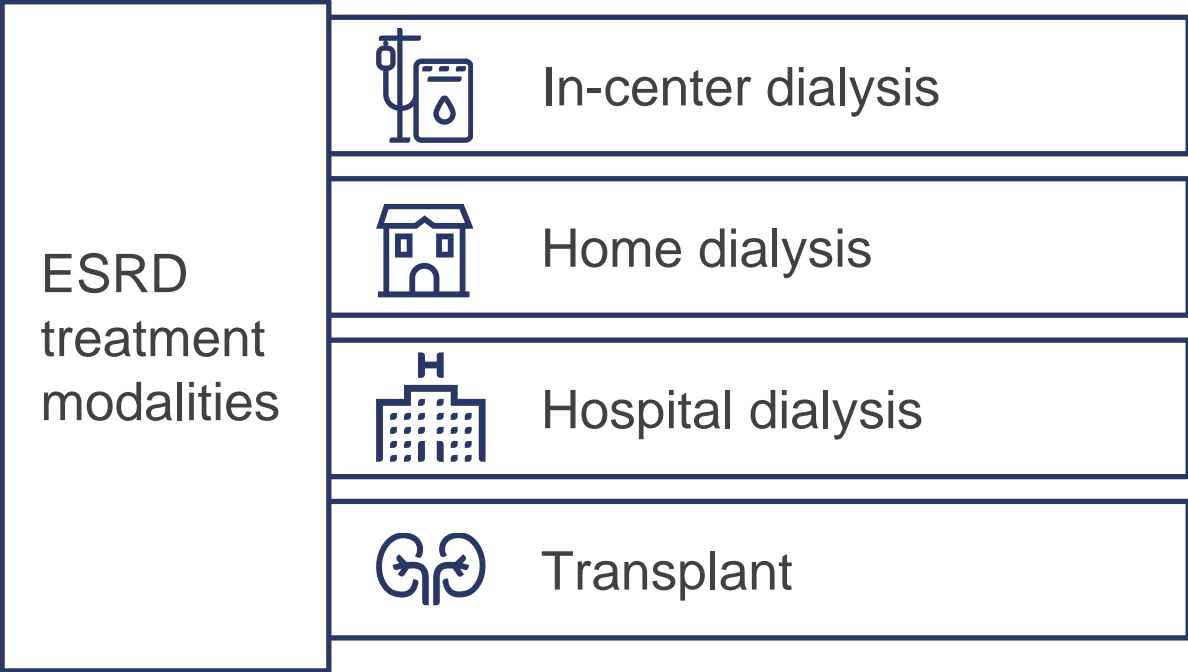 ESRD
treatment
modalities
In-center dialysis
Home dialysis
H
Hospital dialysis
Transplant